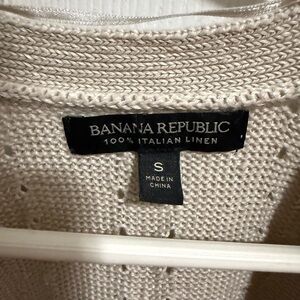 BANANA REPUBLIC
100% ITALIAN LINEN
S
MADE IN
CHINA